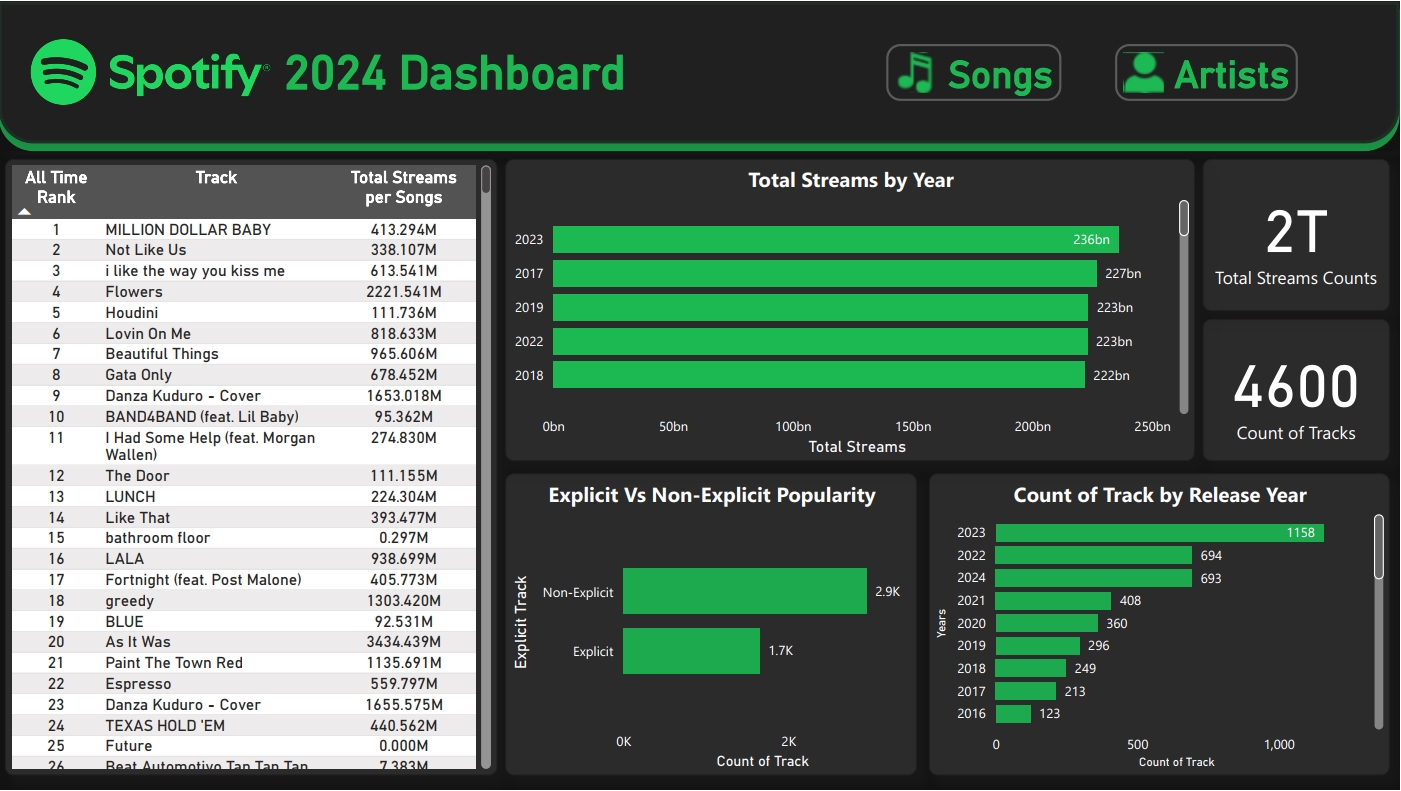 Spotify® 2024 Dashboard
Songs
Artists
All Time Rank Track Total Streams per Songs
1 MILLION DOLLAR BABY 413.294M
2 Not Like Us 338.107M
3 i like the way you kiss me 613.541M
4 Flowers 2221.541M
5 Houdini 111.736M
6 Lovin On Me 818.633M
7 Beautiful Things 965.606M
8 Gata Only 678.452M
9 Danza Kuduro - Cover 1653.018M
10 BAND4BAND (feat. Lil Baby) 95.362M
11 I Had Some Help (feat. Morgan Wallen) 274.830M
12 The Door 111.155M
13 LUNCH 224.304M
14 Like That 393.477M
15 bathroom floor 0.297M
16 LALA 938.699M
17 Fortnight (feat. Post Malone) 405.773M
18 greedy 1303.420M
19 BLUE 92.531M
20 As It Was 3434.439M
21 Paint The Town Red 1135.691M
22 Espresso 559.797M
23 Danza Kuduro - Cover 1655.575M
24 TEXAS HOLD 'EM 440.562M
25 Future 0.000M
26 Beat Automotivo Tan Tan Tan 7.383M
Total Streams by Year
2023 236bn
2017 227bn
2019 223bn
2022 223bn
2018 222bn
0bn 50bn 100bn 150bn 200bn 250bn
Total Streams
2T
Total Streams Counts
4600
Count of Tracks
Explicit Vs Non-Explicit Popularity
Explicit Track
Non-Explicit 2.9K
Explicit 1.7K
0K 2K
Count of Track
Count of Track by Release Year
Years
2023 1158
2022 694
2024 693
2021 408
2020 360
2019 296
2018 249
2017 213
2016 123
0 500 1,000
Count of Track